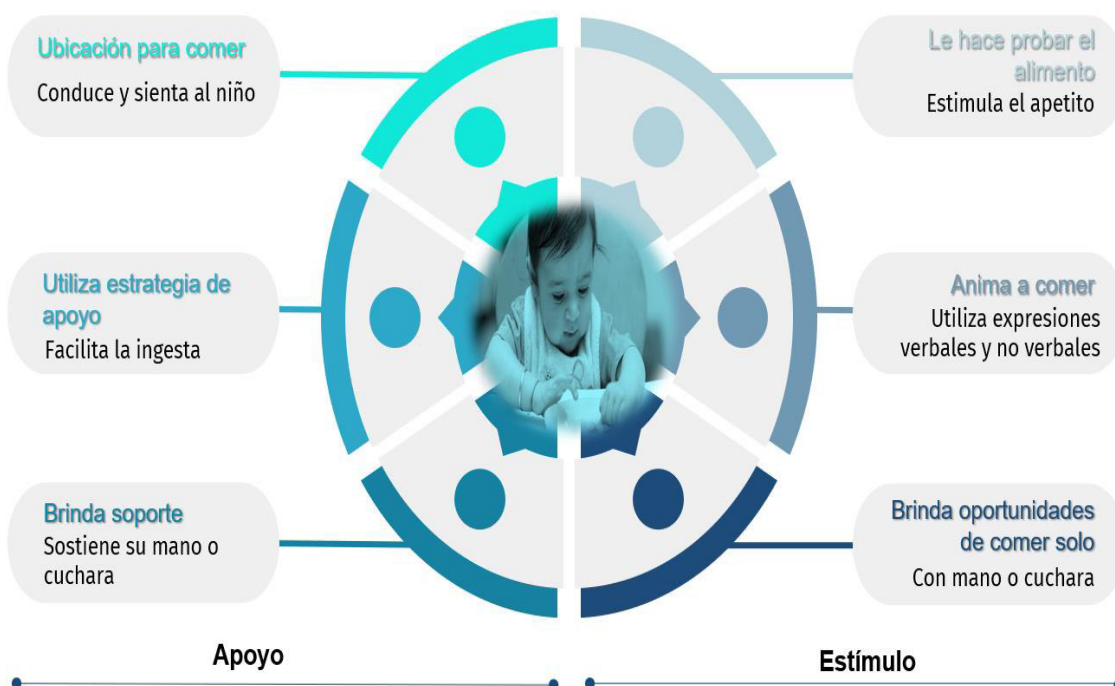 Ubicación para comer
Conduce y sienta al niño
Utiliza estrategia de
apoyo
Facilita la ingesta
Brinda soporte
Sostiene su mano o
cuchara
Apoyo
Le hace probar el
alimento
Estimula el apetito
Anima a comer
Utiliza expresiones
verbales y no verbales
Brinda oportunidades
de comer solo
Con mano o cuchara
Estímulo